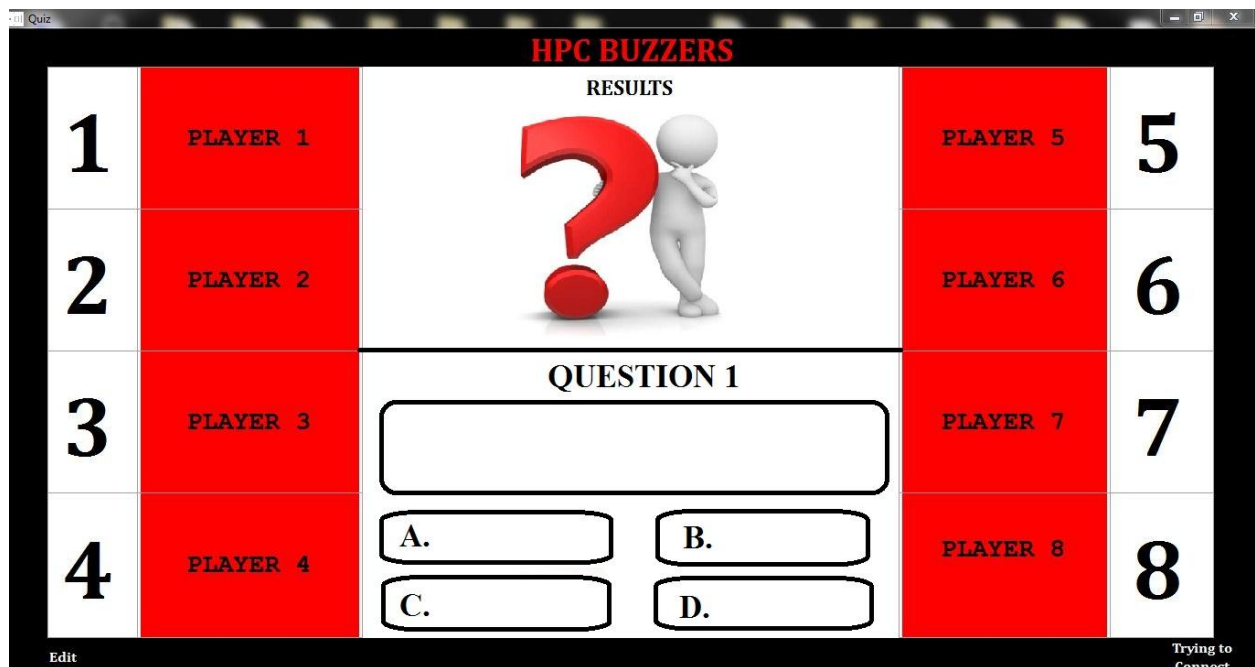 Quiz
HPC BUZZERS
1
PLAYER 1
2
PLAYER 2
3
PLAYER 3
4
PLAYER 4
RESULTS
?
QUESTION 1
A.
B.
C.
D.
PLAYER 5
5
PLAYER 6
6
PLAYER 7
7
PLAYER 8
8
Edit
Trying to
Connect